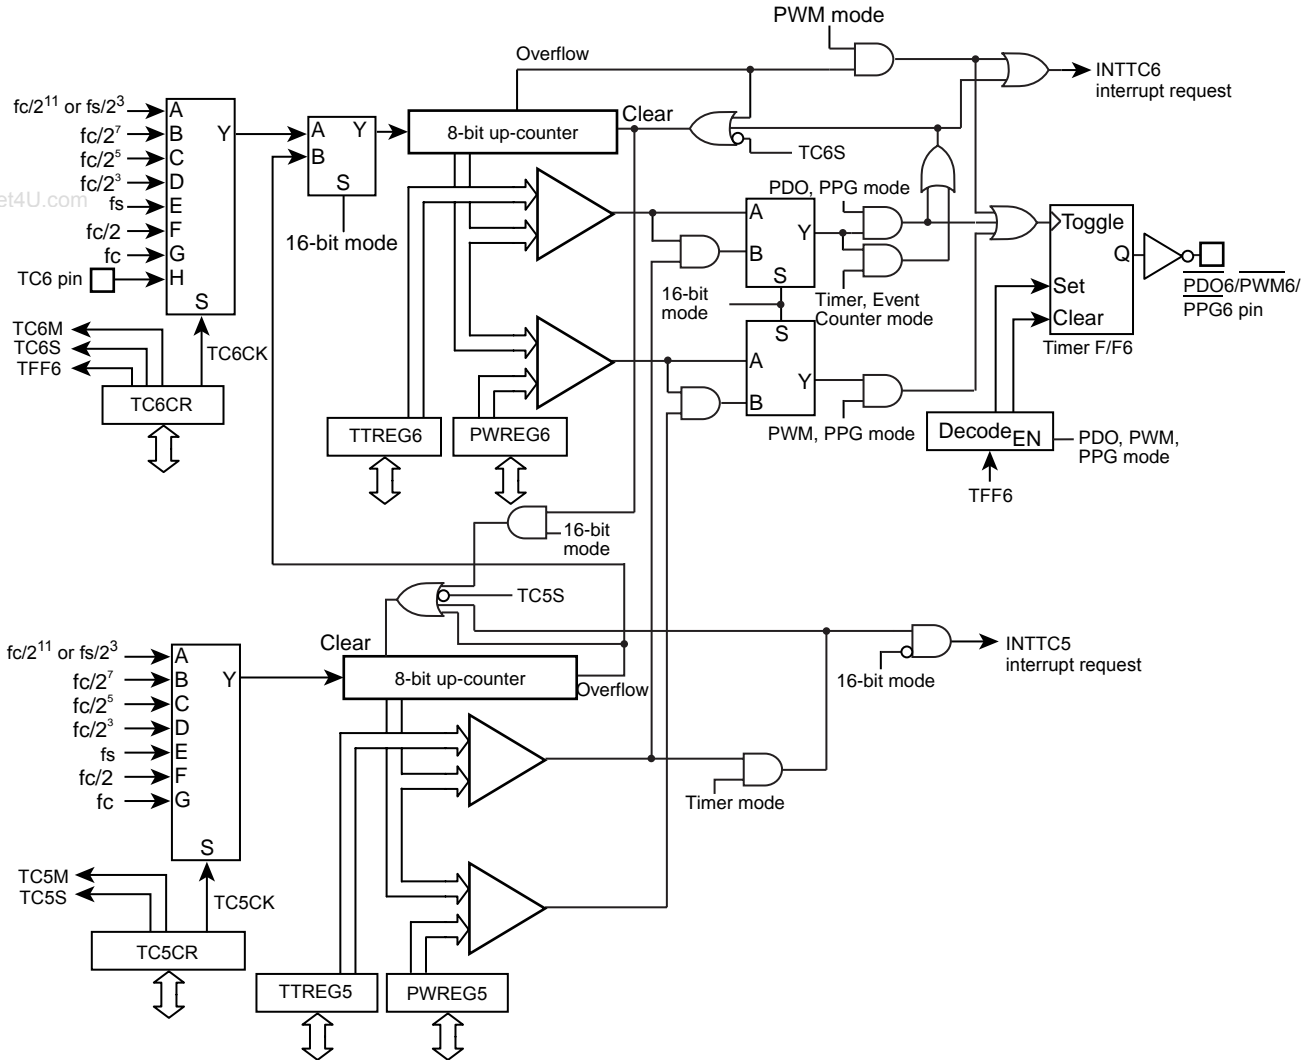 PWM mode
Overflow
INTTC6
interrupt request
fc/2¹¹ or fs/2³
fc/2⁷
fc/2⁵
fc/2³
fs
fc/2
fc
TC6 pin
A
B
C
D
E
F
G
H
Y
S
A
B
Y
S
16-bit mode
8-bit up-counter
Clear
TC6S
et4U.com
PDO, PPG mode
A
B
Y
S
16-bit
mode
Timer, Event
Counter mode
S
A
B
Y
PWM, PPG mode
Toggle
Q
Set
Clear
Timer F/F6
PDO6/PWM6/
PPG6 pin
TC6M
TC6S
TFF6
TC6CK
TC6CR
TTREG6
PWREG6
Decode EN
PDO, PWM,
PPG mode
TFF6
16-bit
mode
TC5S
Clear
8-bit up-counter
Overflow
INTTC5
interrupt request
16-bit mode
fc/2¹¹ or fs/2³
fc/2⁷
fc/2⁵
fc/2³
fs
fc/2
fc
A
B
C
D
E
F
G
Y
S
Timer mode
TC5M
TC5S
TC5CK
TC5CR
TTREG5
PWREG5